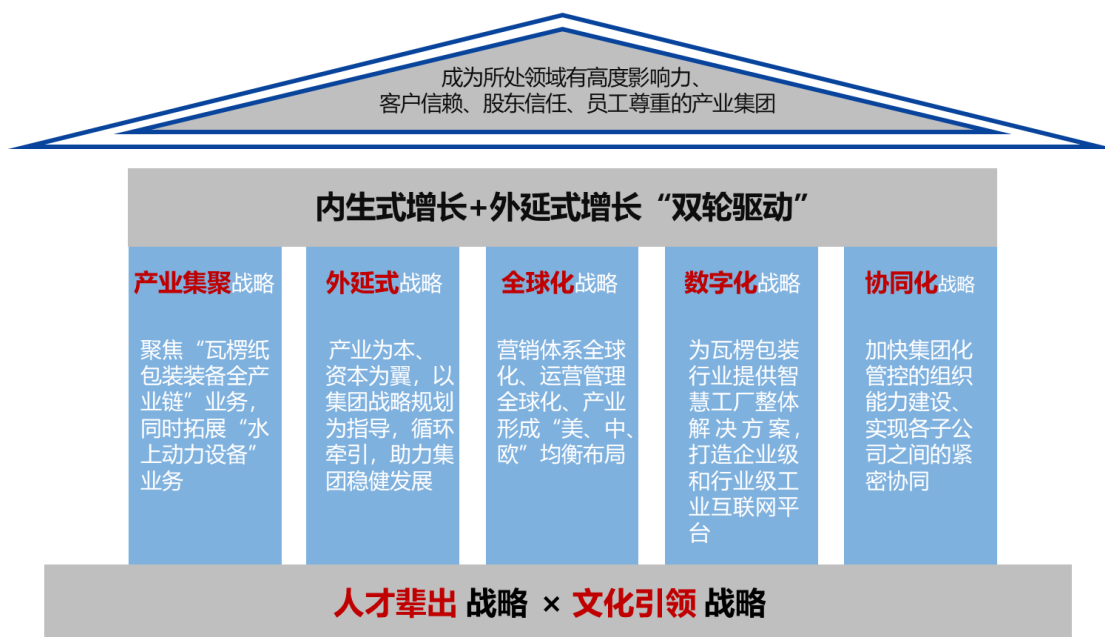 成为所处领域有高度影响力、
客户信赖、股东信任、员工尊重的产业集团
内生式增长+外延式增长“双轮驱动”
产业集聚战略
聚焦“瓦楞纸
包装装备全产
业链”业务，
同时拓展“水
上动力设备”
业务
外延式战略
产业为本、
资本为翼，以
集团战略规划
为指导，循环
牵引，助力集
团稳健发展
全球化战略
营销体系全球
化、运营管理
全球化、产业
形成“美、中、
欧”均衡布局
数字化战略
为瓦楞包装
行业提供智
慧工厂整体
解决方案，
打造企业级
和行业级工
业互联网平
台
协同化战略
加快集团化
管控的组织
能力建设、
实现各子公
司之间的紧
密协同
人才辈出 战略 × 文化引领 战略